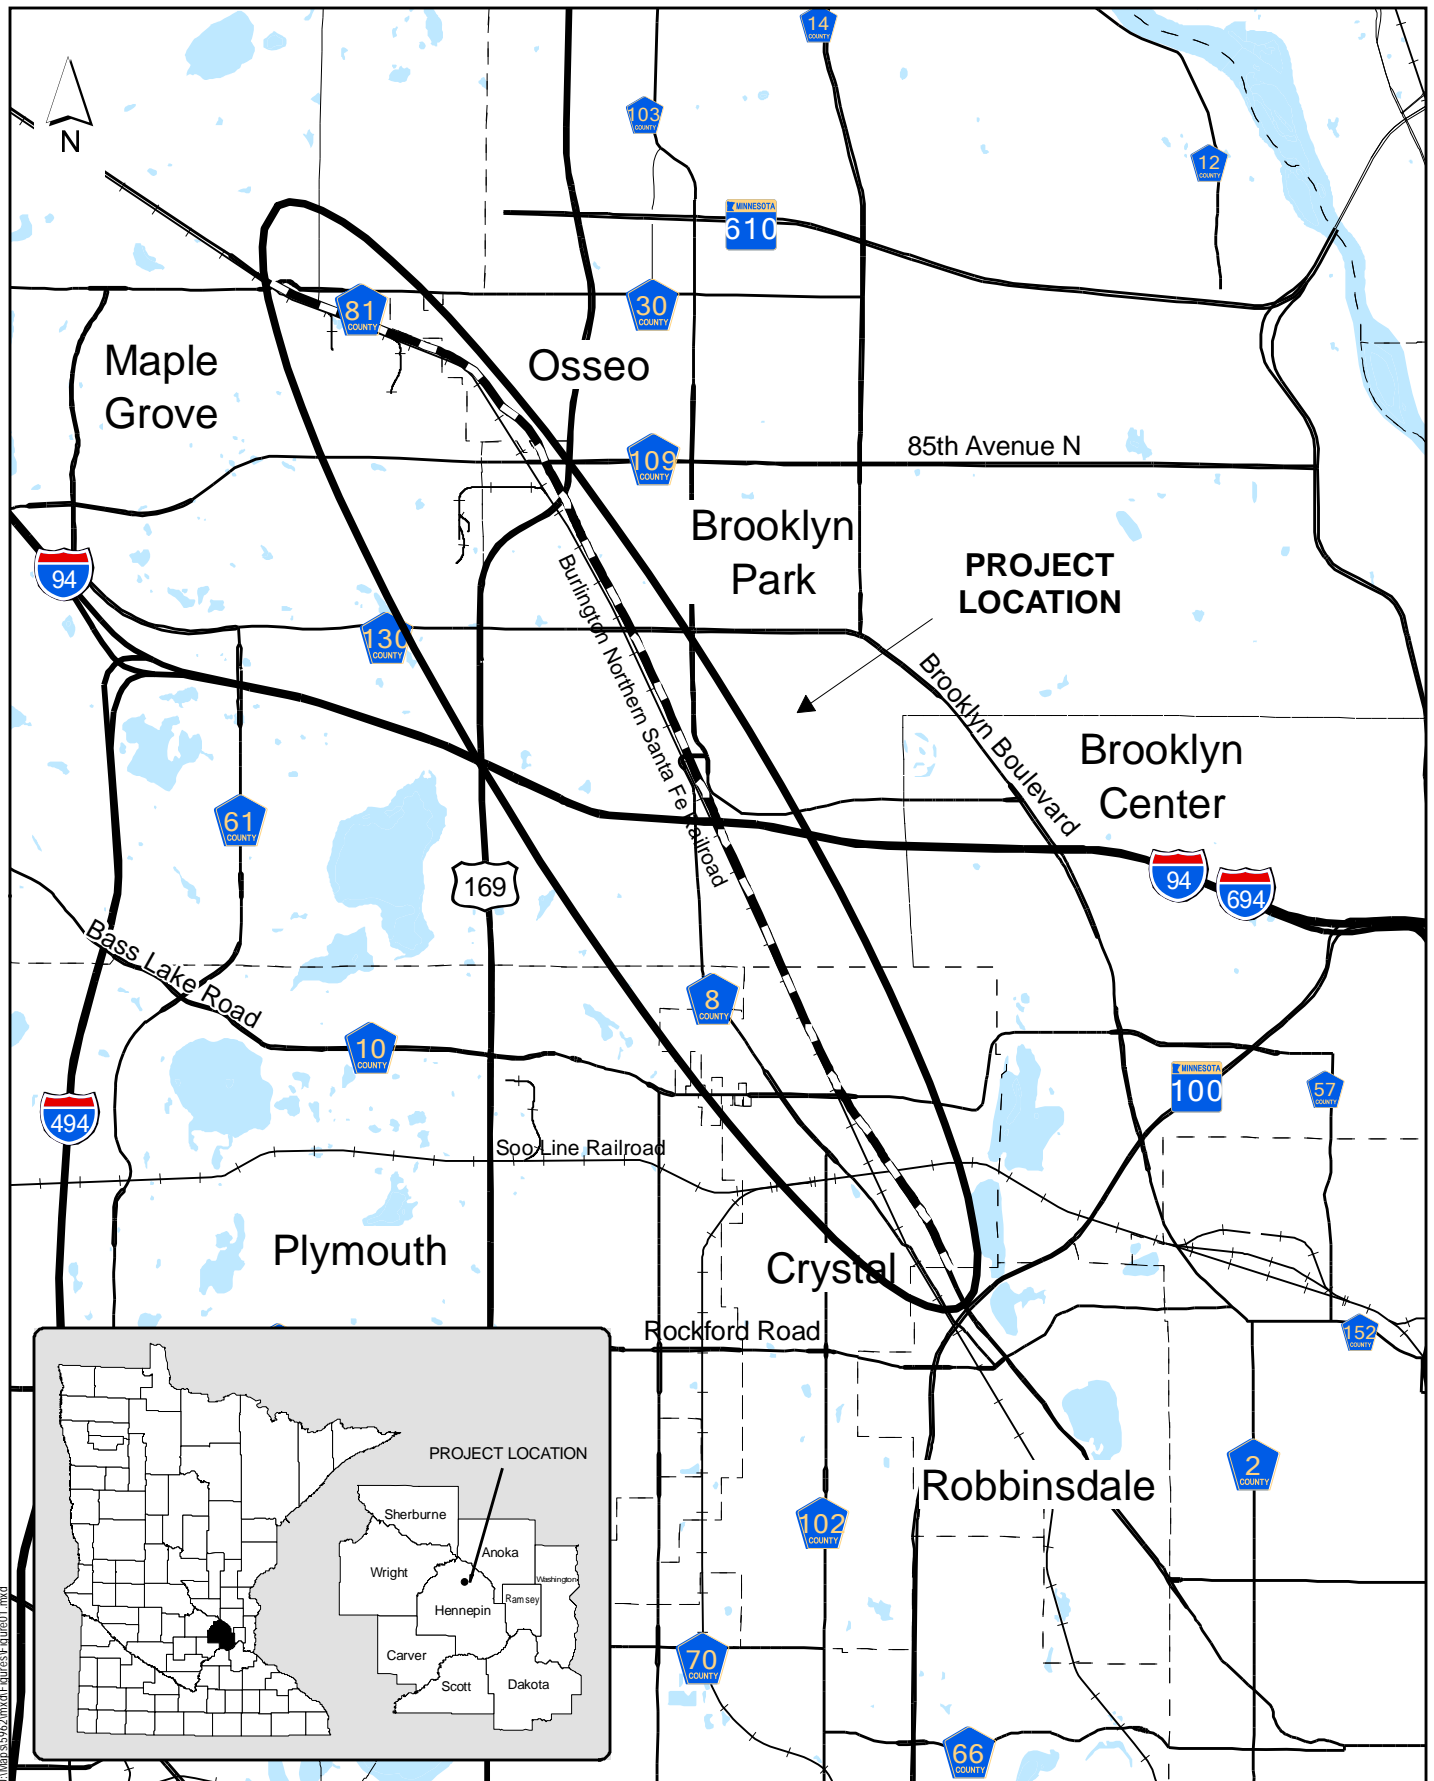 14
COUNTY
103
COUNTY
N
12
COUNTY
MINNESOTA
610
81
COUNTY
30
COUNTY
Maple
Grove
Osseo
109
COUNTY
85th Avenue N
Brooklyn
Park
PROJECT
LOCATION
94
Burlington Northern Santa Fe Railroad
130
COUNTY
Brooklyn Boulevard
Brooklyn
Center
61
COUNTY
169
94
694
Bass Lake Road
8
COUNTY
10
COUNTY
MINNESOTA
100
57
COUNTY
494
Soo Line Railroad
Plymouth
Crystal
Rockford Road
152
COUNTY
PROJECT LOCATION
Sherburne
Anoka
Wright
Washington
Ramsey
Hennepin
Carver
Scott
Dakota
Robbinsdale
2
COUNTY
102
COUNTY
70
COUNTY
66
COUNTY